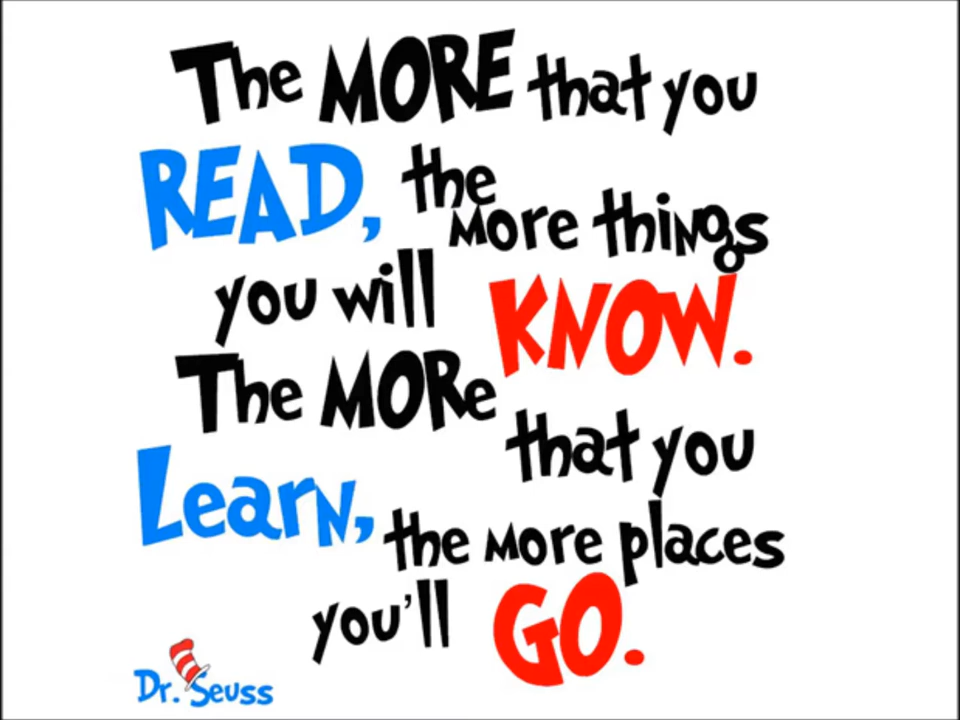 The MORE that you
READ, the
more things
you will KNOW.
The MORe
that you
Learn, the more places
you'll GO.
Dr. Seuss